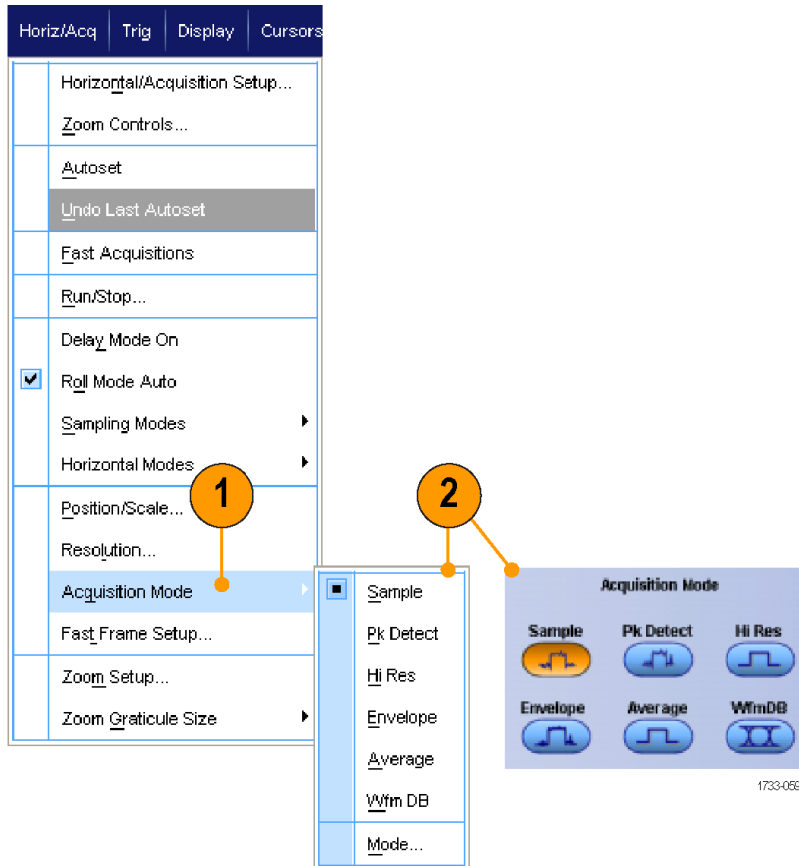 Horiz/Acq Trig Display Cursors
Horizontal/Acquisition Setup...
Zoom Controls...
Autoset
Undo Last Autoset
Fast Acquisitions
Run/Stop...
Delay Mode On
Roll Mode Auto
Sampling Modes
Horizontal Modes
1
Position/Scale...
Resolution...
Acquisition Mode
Fast Frame Setup...
Zoom Setup...
Zoom Graticule Size
2
Sample
Pk Detect
Hi Res
Envelope
Average
Wfm DB
Mode...
Acquisition Mode
Sample Pk Detect Hi Res
Envelope Average WfmDB
1733-059